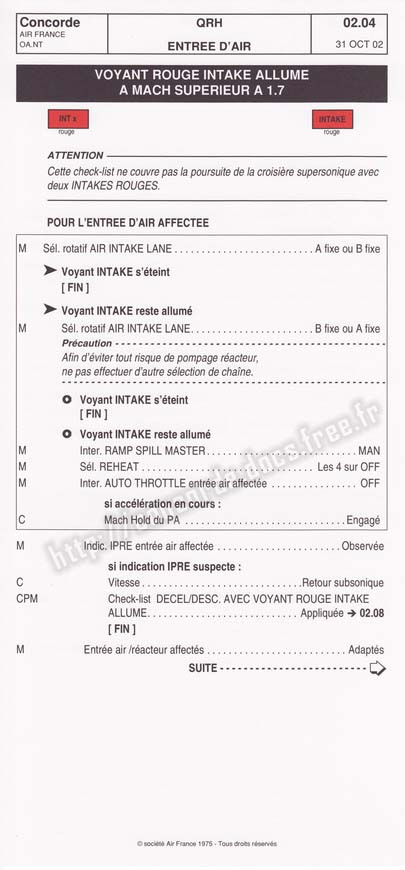 Concorde QRH 02.04
AIR FRANCE
OA.NT ENTREE D'AIR 31 OCT 02
VOYANT ROUGE INTAKE ALLUME
A MACH SUPERIEUR A 1.7
INT x INTAKE
rouge rouge
ATTENTION
Cette check-list ne couvre pas la poursuite de la croisière supersonique avec
deux INTAKES ROUGES.
POUR L'ENTREE D'AIR AFFECTEE
M Sél. rotatif AIR INTAKE LANE . . . . . . . . . . . . . . . . . . . . . . . . A fixe ou B fixe
➤ Voyant INTAKE s'éteint
[ FIN ]
➤ Voyant INTAKE reste allumé
M Sél. rotatif AIR INTAKE LANE. . . . . . . . . . . . . . . . . . . . . B fixe ou A fixe
Précaution
Afin d'éviter tout risque de pompage réacteur,
ne pas effectuer d'autre sélection de chaîne.
Voyant INTAKE s'éteint
[ FIN ]
Voyant INTAKE reste allumé
M Inter. RAMP SPILL MASTER. . . . . . . . . . . . . . . . . . . . . . . . . . MAN
M Sél. REHEAT . . . . . . . . . . . . . . . . . . . . . . . . . . . . . Les 4 sur OFF
M Inter. AUTO THROTTLE entrée air affectée . . . . . . . . . . . . . . . OFF
si accélération en cours :
C Mach Hold du PA . . . . . . . . . . . . . . . . . . . . . . . . . . . . . . Engagé
M Indic. IPRE entrée air affectée . . . . . . . . . . . . . . . . . . . . . . Observée
si indication IPRE suspecte :
C Vitesse . . . . . . . . . . . . . . . . . . . . . . . . . . . Retour subsonique
CPM Check-list DECEL/DESC. AVEC VOYANT ROUGE INTAKE
ALLUME. . . . . . . . . . . . . . . . . . . . . . . . . . Appliquée ➔ 02.08
[ FIN ]
M Entrée air /réacteur affectés . . . . . . . . . . . . . . . . . . . . . . . . . Adaptés
SUITE
© société Air France 1975 - Tous droits réservés